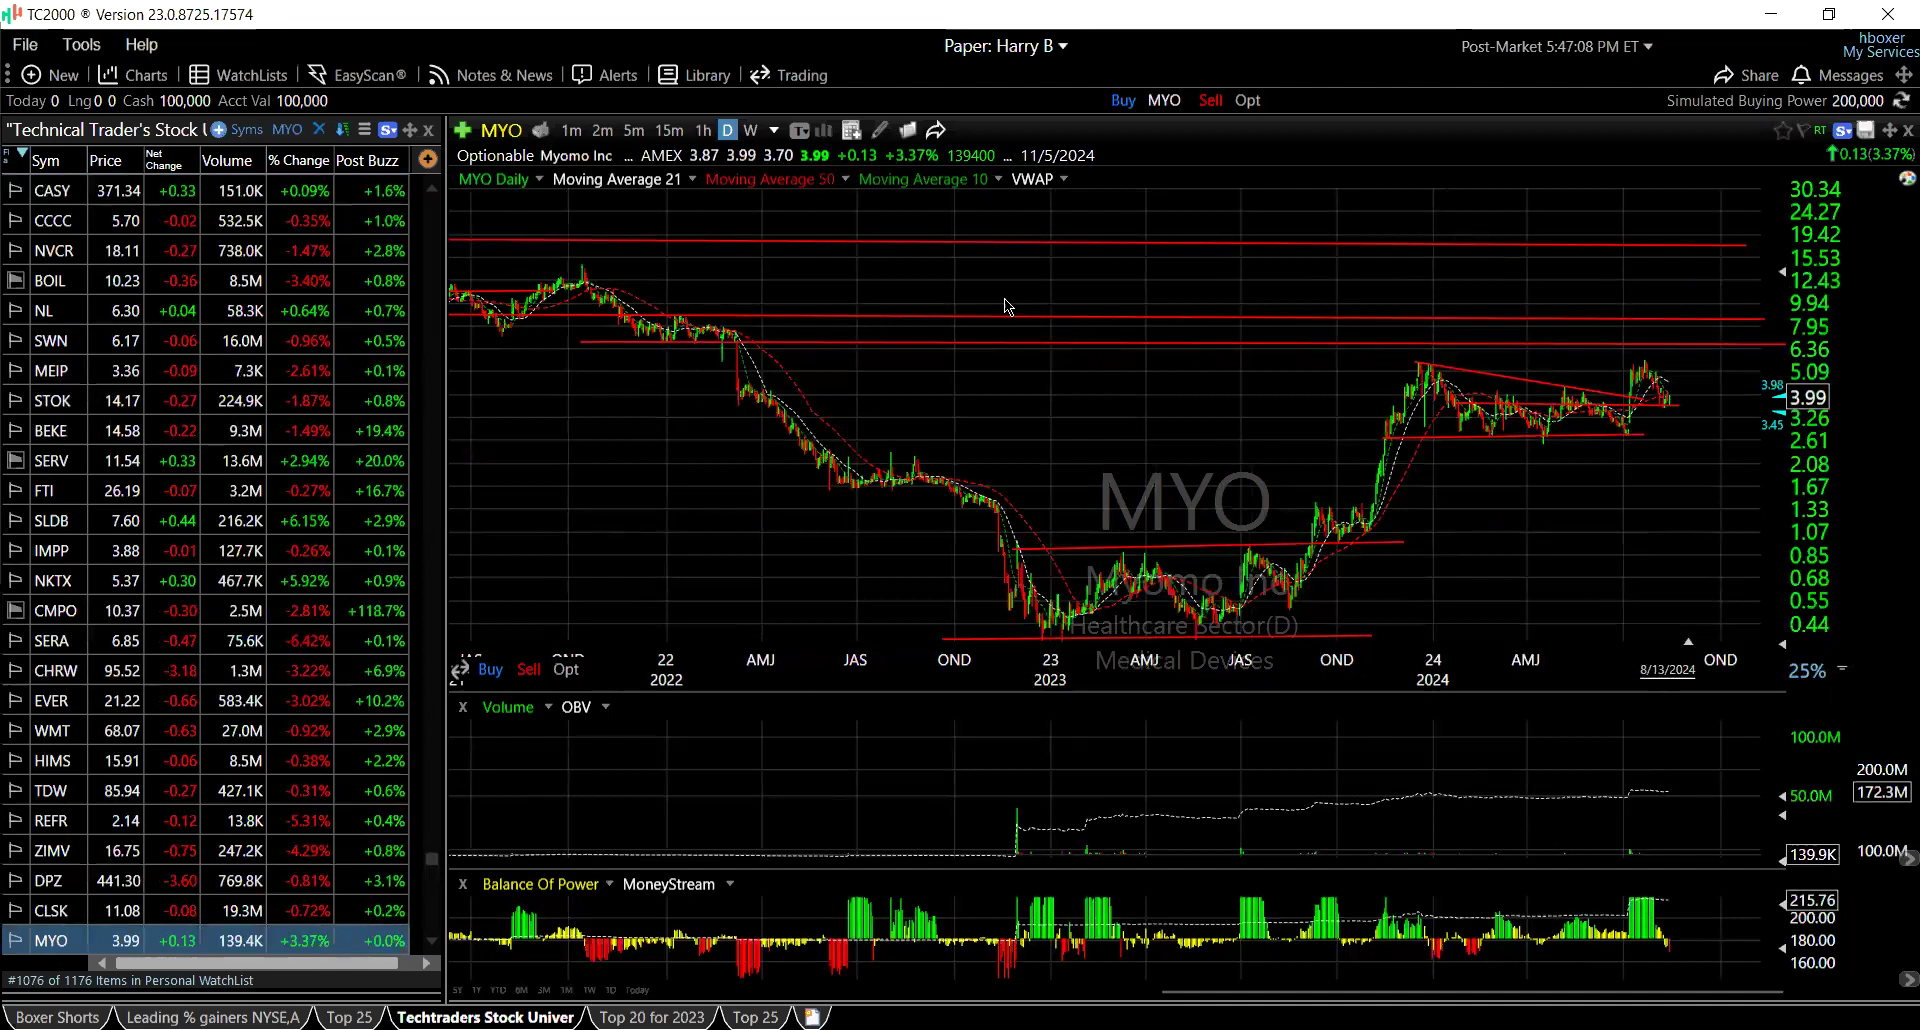 TC2000 ® Version 23.0.8725.17574
File Tools Help
Paper: Harry B
Post-Market 5:47:08 PM ET
hboxer
My Services
New Charts WatchLists EasyScan® Notes & News Alerts Library Trading
Share Messages
Today 0 Lng 0 0 Cash 100,000 Acct Val 100,000
Buy MYO Sell Opt
Simulated Buying Power 200,000
"Technical Trader's Stock U Syms MYO
MYO 1m 2m 5m 15m 1h D W
RT
Sym Price Net Change Volume % Change Post Buzz
Optionable Myomo Inc ... AMEX 3.87 3.99 3.70 3.99 +0.13 +3.37% 139400 ... 11/5/2024
0.13(3.37%)
MYO Daily Moving Average 21 Moving Average 50 Moving Average 10 VWAP
CASY 371.34 +0.33 151.0K +0.09% +1.6%
CCCC 5.70 -0.02 532.5K -0.35% +1.0%
NVCR 18.11 -0.27 738.0K -1.47% +2.8%
BOIL 10.23 -0.36 8.5M -3.40% +0.8%
NL 6.30 +0.04 58.3K +0.64% +0.7%
SWN 6.17 -0.06 16.0M -0.96% +0.5%
MEIP 3.36 -0.09 7.3K -2.61% +0.1%
STOK 14.17 -0.27 224.9K -1.87% +0.8%
BEKE 14.58 -0.22 9.3M -1.49% +19.4%
SERV 11.54 +0.33 13.6M +2.94% +20.0%
FTI 26.19 -0.07 3.2M -0.27% +16.7%
SLDB 7.60 +0.44 216.2K +6.15% +2.9%
IMPP 3.88 -0.01 127.7K -0.26% +0.1%
NKTX 5.37 +0.30 467.7K +5.92% +0.9%
CMPO 10.37 -0.30 2.5M -2.81% +118.7%
SERA 6.85 -0.47 75.6K -6.42% +0.1%
CHRW 95.52 -3.18 1.3M -3.22% +6.9%
EVER 21.22 -0.66 583.4K -3.02% +10.2%
WMT 68.07 -0.63 27.0M -0.92% +2.9%
HIMS 15.91 -0.06 8.5M -0.38% +2.2%
TDW 85.94 -0.27 427.1K -0.31% +0.6%
REFR 2.14 -0.12 13.8K -5.31% +0.4%
ZIMV 16.75 -0.75 247.2K -4.29% +0.8%
DPZ 441.30 -3.60 769.8K -0.81% +3.1%
CLSK 11.08 -0.08 19.3M -0.72% +0.2%
MYO 3.99 +0.13 139.4K +3.37% +0.0%
#1076 of 1176 Items in Personal WatchList
30.34
24.27
19.42
15.53
12.43
9.94
7.95
6.36
5.09
3.98
3.99
3.26
3.45
2.61
2.08
1.67
1.33
1.07
0.85
0.68
0.55
0.44
MYO
Myomo Inc
Healthcare Sector(D)
Medical Devices
JAS OND 22 AMJ JAS OND 23 AMJ JAS OND 24 AMJ 8/13/2024 OND
21 2022 2023 2024
Buy Sell Opt
25%
X Volume OBV
100.0M
200.0M
50.0M 172.3M
139.9K 100.0M
X Balance Of Power MoneyStream
215.76
200.00
180.00
160.00
5Y 1Y YTD 6M 3M 1M 1W 1D Today
Boxer Shorts Leading % gainers NYSE,A Top 25 Techtraders Stock Univer Top 20 for 2023 Top 25